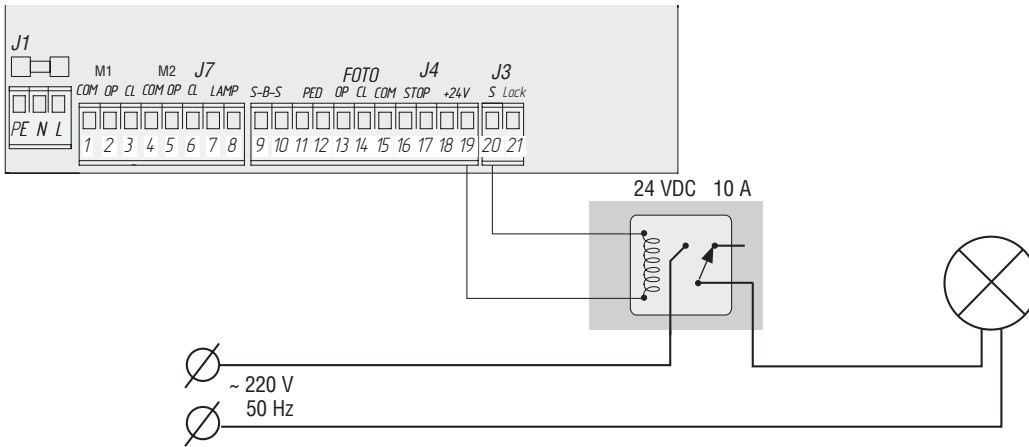 J1
M1 M2 J7 FOTO J4 J3
COM OP CL COM OP CL LAMP S-B-S PED OP CL COM STOP +24V S Lock
PE N L
1 2 3 4 5 6 7 8 9 10 11 12 13 14 15 16 17 18 19 20 21
24 VDC 10 A
~ 220 V
50 Hz